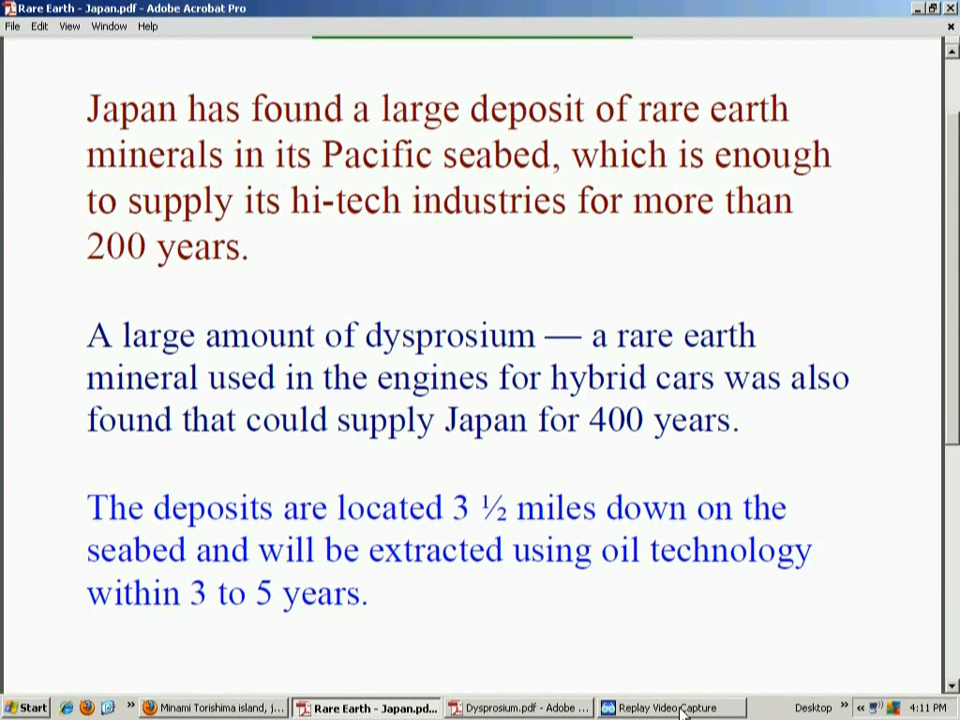 Rare Earth - Japan.pdf - Adobe Acrobat Pro
File Edit View Window Help
Japan has found a large deposit of rare earth
minerals in its Pacific seabed, which is enough
to supply its hi-tech industries for more than
200 years.
A large amount of dysprosium — a rare earth
mineral used in the engines for hybrid cars was also
found that could supply Japan for 400 years.
The deposits are located 3 ½ miles down on the
seabed and will be extracted using oil technology
within 3 to 5 years.
Start » Minami Torishima island, j... Rare Earth - Japan.pd... Dysprosium.pdf - Adobe ... Replay Video Capture Desktop » « 4:11 PM